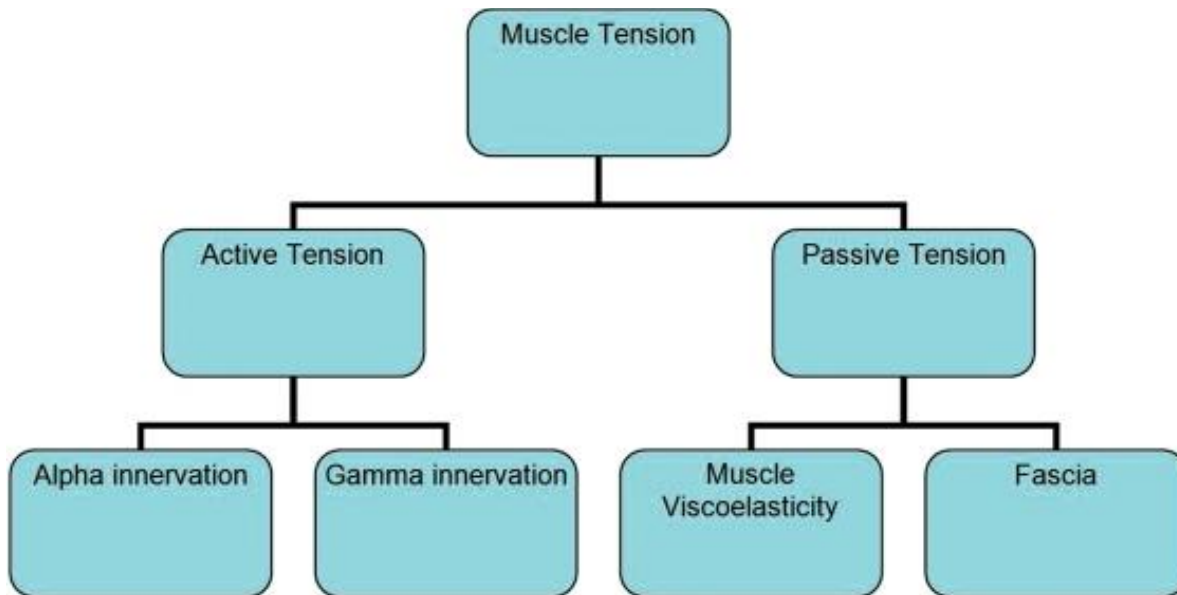 Muscle Tension
Active Tension
Passive Tension
Alpha innervation
Gamma innervation
Muscle
Viscoelasticity
Fascia